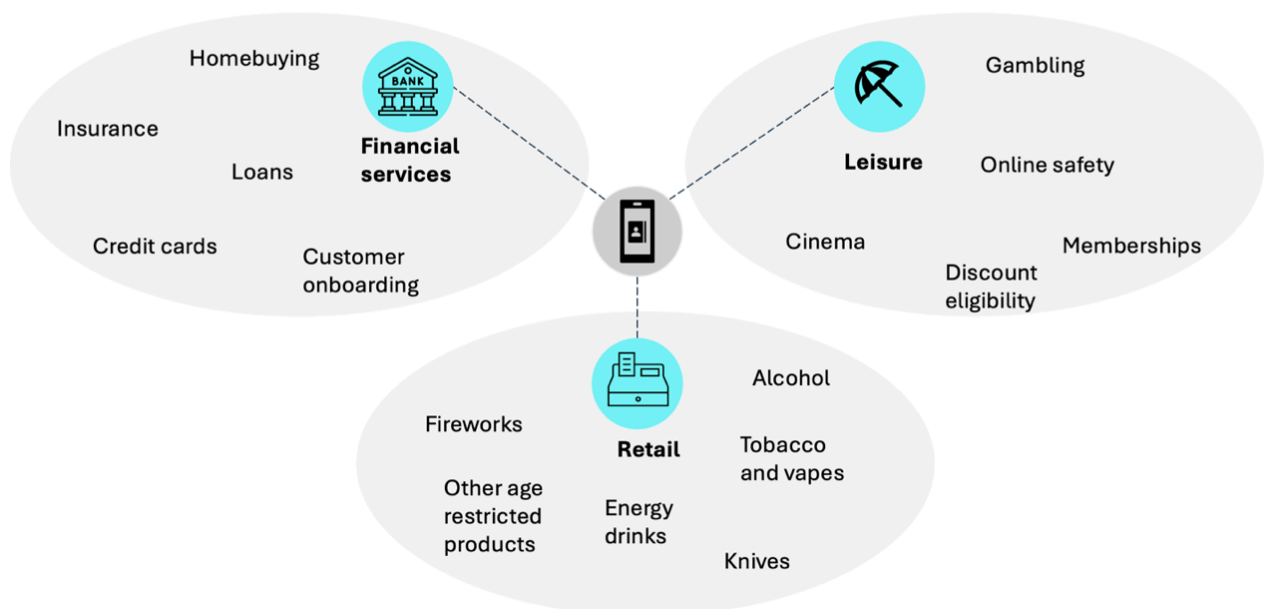 Homebuying
BANK
Insurance
Financial
services
Loans
Credit cards
Customer
onboarding
Gambling
Leisure
Online safety
Cinema
Memberships
Discount
eligibility
Alcohol
Fireworks
Retail
Tobacco
and vapes
Other age
restricted
products
Energy
drinks
Knives